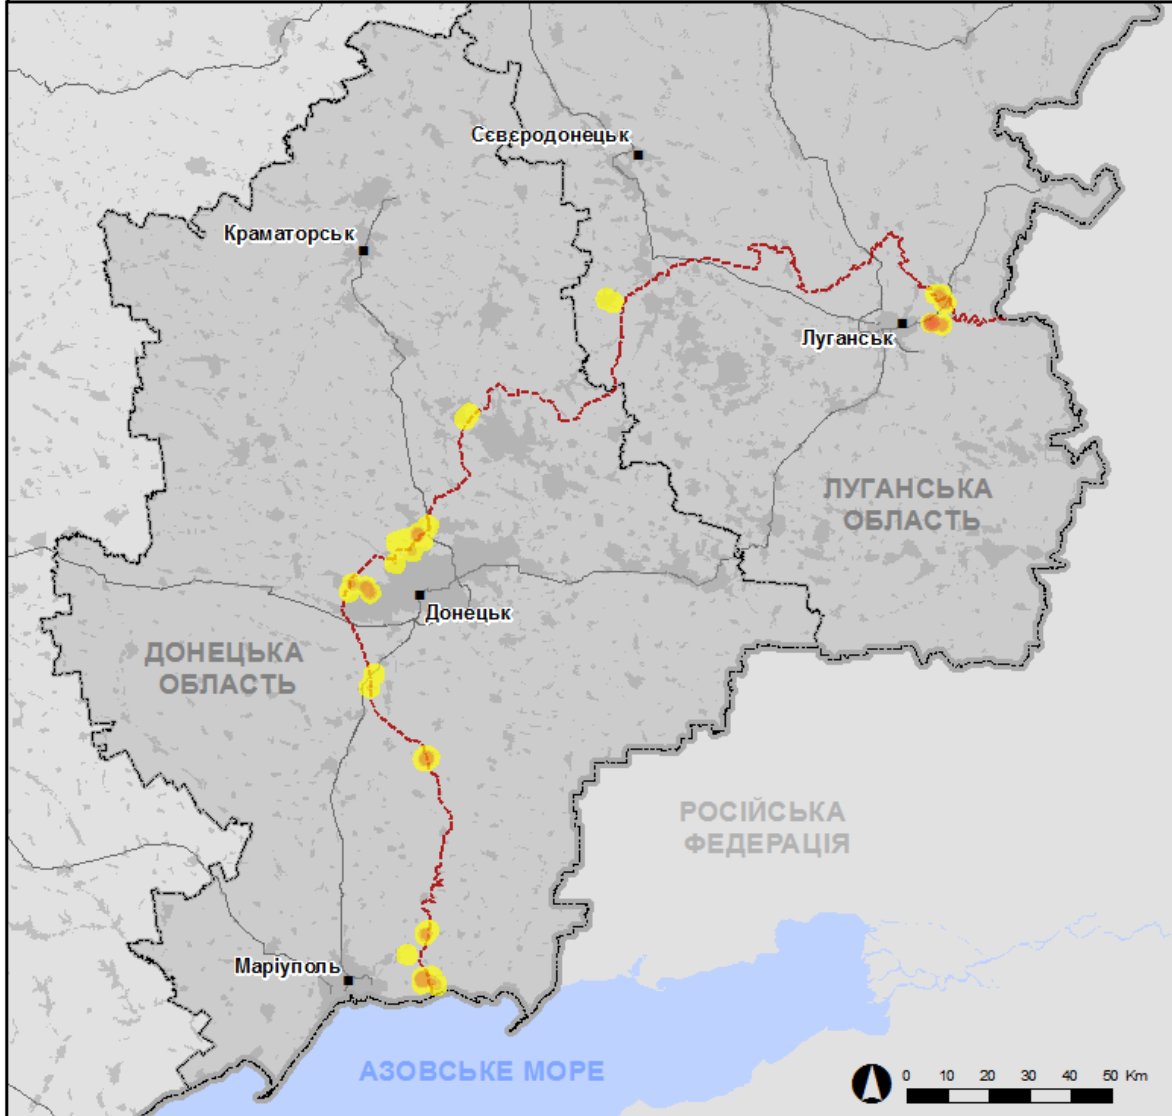 Сєвєродонецьк
Краматорськ
Луганськ
ЛУГАНСЬКА
ОБЛАСТЬ
Донецьк
ДОНЕЦЬКА
ОБЛАСТЬ
РОСІЙСЬКА
ФЕДЕРАЦІЯ
Маріуполь
АЗОВСЬКЕ МОРЕ
0 10 20 30 40 50 Km